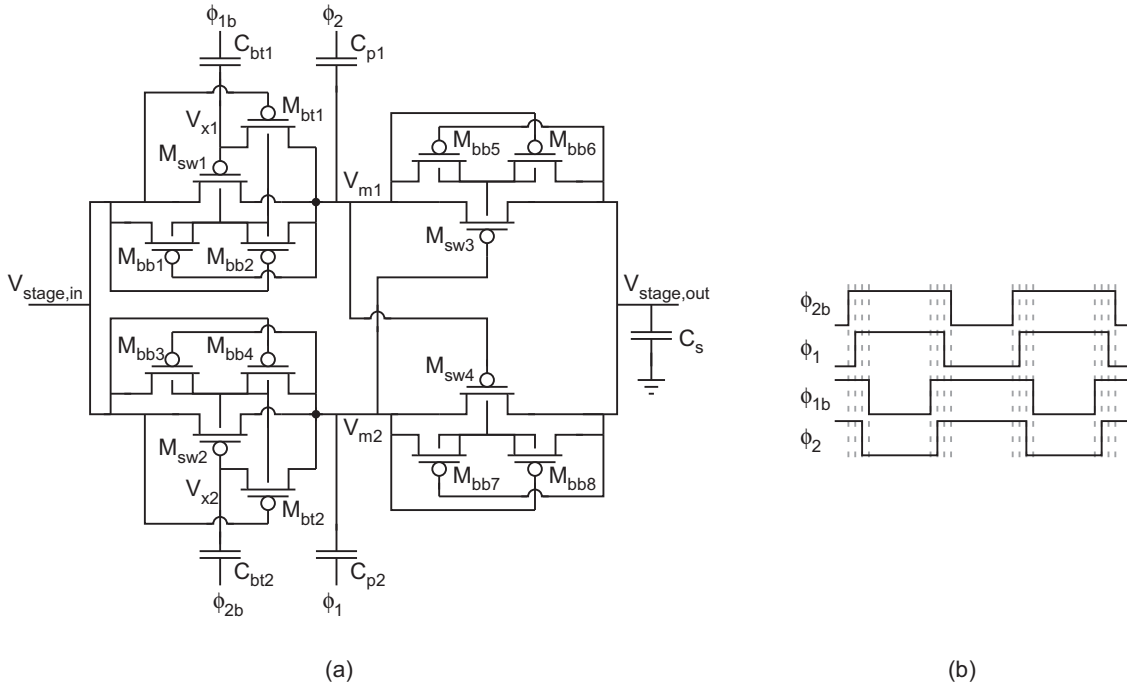 ϕ1b
ϕ2
Cbt1
Cp1
Mbt1
Vx1
Mbb5
Mbb6
Msw1
Vm1
Mbb1
Mbb2
Msw3
Vstage,in
Vstage,out
Mbb3
Mbb4
Cs
Msw4
Vm2
Msw2
Mbb7
Mbb8
Vx2
Mbt2
Cbt2
Cp2
ϕ2b
ϕ1
ϕ2b
ϕ1
ϕ1b
ϕ2
(a)
(b)